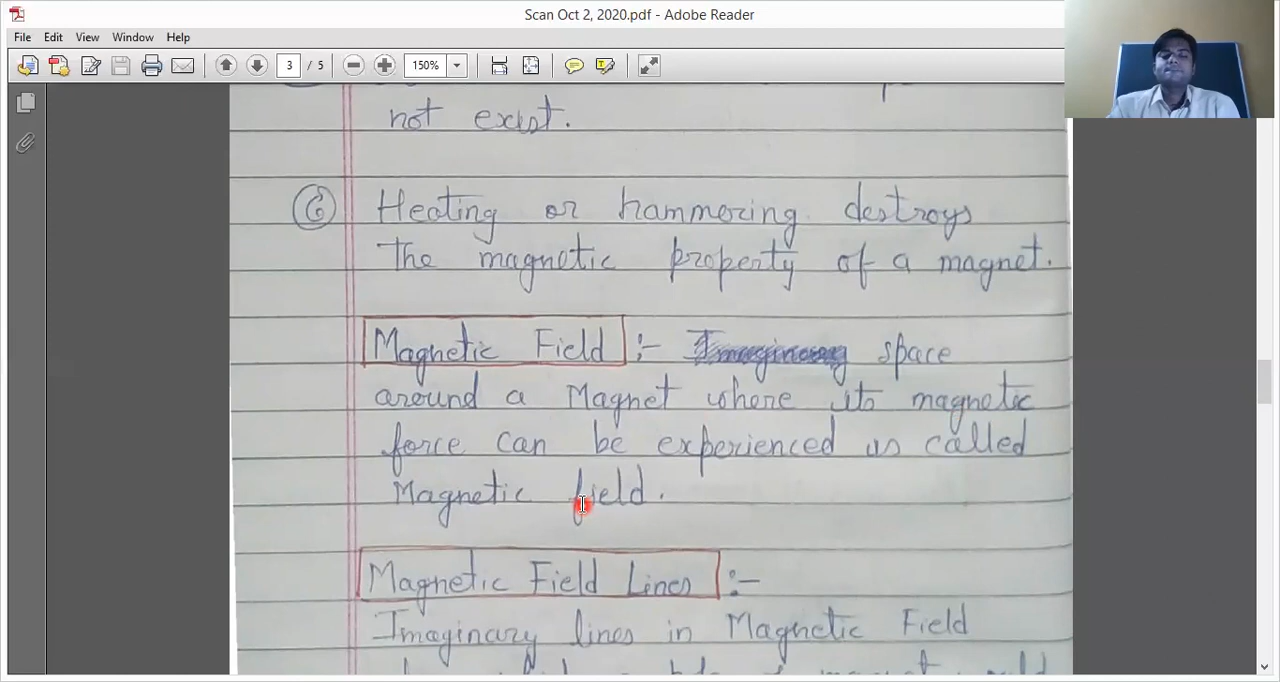 Scan Oct 2, 2020.pdf - Adobe Reader
File Edit View Window Help
3 / 5 150%
not exist.
6 Heating or hammering destroys
the magnetic property of a magnet.
Magnetic Field :- space
around a Magnet where its magnetic
force can be experienced is called
Magnetic field.
Magnetic Field Lines :-
Imaginary lines in Magnetic Field